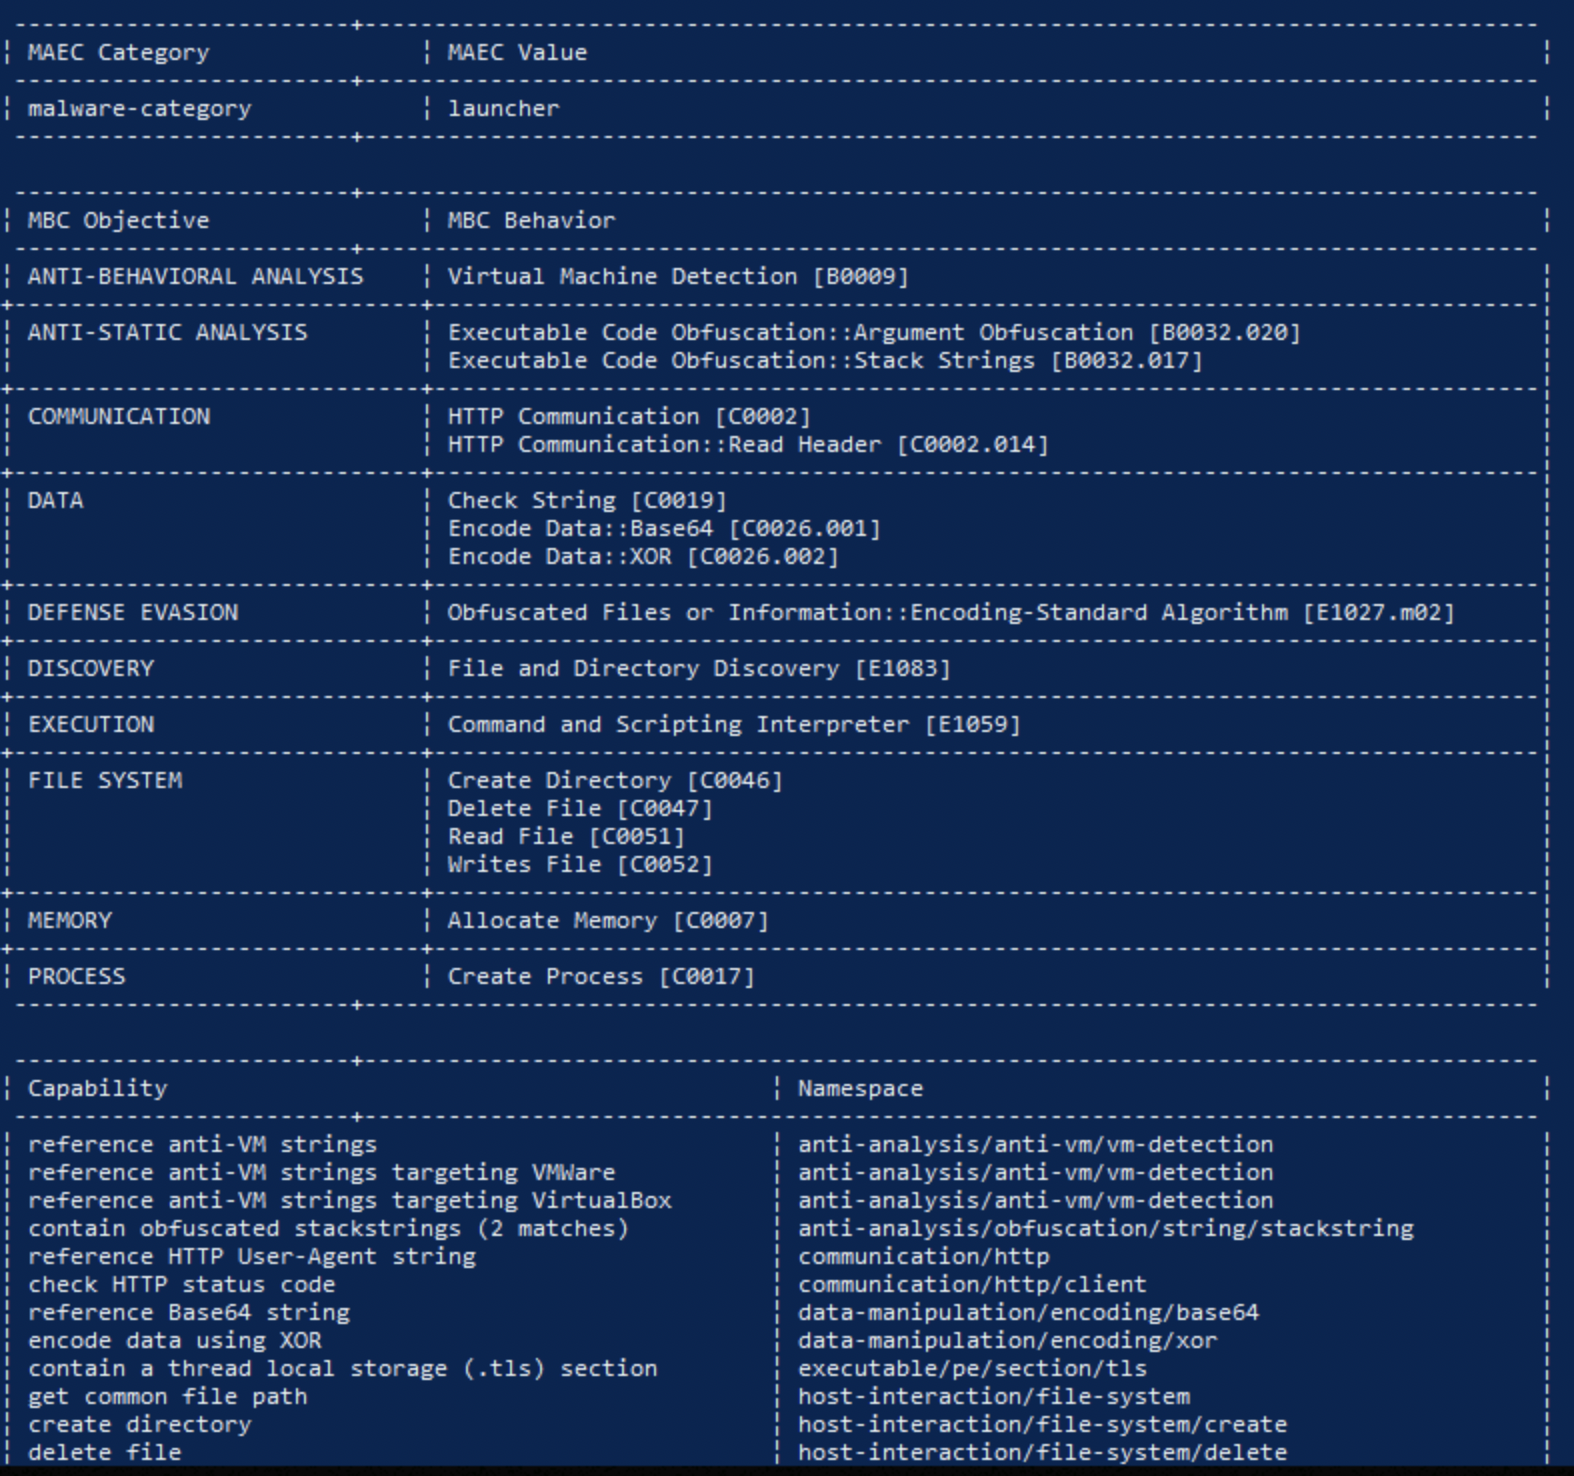 MAEC Category | MAEC Value
malware-category | launcher
MBC Objective | MBC Behavior
ANTI-BEHAVIORAL ANALYSIS | Virtual Machine Detection [B0009]
ANTI-STATIC ANALYSIS | Executable Code Obfuscation::Argument Obfuscation [B0032.020]
Executable Code Obfuscation::Stack Strings [B0032.017]
COMMUNICATION | HTTP Communication [C0002]
HTTP Communication::Read Header [C0002.014]
DATA | Check String [C0019]
Encode Data::Base64 [C0026.001]
Encode Data::XOR [C0026.002]
DEFENSE EVASION | Obfuscated Files or Information::Encoding-Standard Algorithm [E1027.m02]
DISCOVERY | File and Directory Discovery [E1083]
EXECUTION | Command and Scripting Interpreter [E1059]
FILE SYSTEM | Create Directory [C0046]
Delete File [C0047]
Read File [C0051]
Writes File [C0052]
MEMORY | Allocate Memory [C0007]
PROCESS | Create Process [C0017]
Capability | Namespace
reference anti-VM strings | anti-analysis/anti-vm/vm-detection
reference anti-VM strings targeting VMWare | anti-analysis/anti-vm/vm-detection
reference anti-VM strings targeting VirtualBox | anti-analysis/anti-vm/vm-detection
contain obfuscated stackstrings (2 matches) | anti-analysis/obfuscation/string/stackstring
reference HTTP User-Agent string | communication/http
check HTTP status code | communication/http/client
reference Base64 string | data-manipulation/encoding/base64
encode data using XOR | data-manipulation/encoding/xor
contain a thread local storage (.tls) section | executable/pe/section/tls
get common file path | host-interaction/file-system
create directory | host-interaction/file-system/create
delete file | host-interaction/file-system/delete